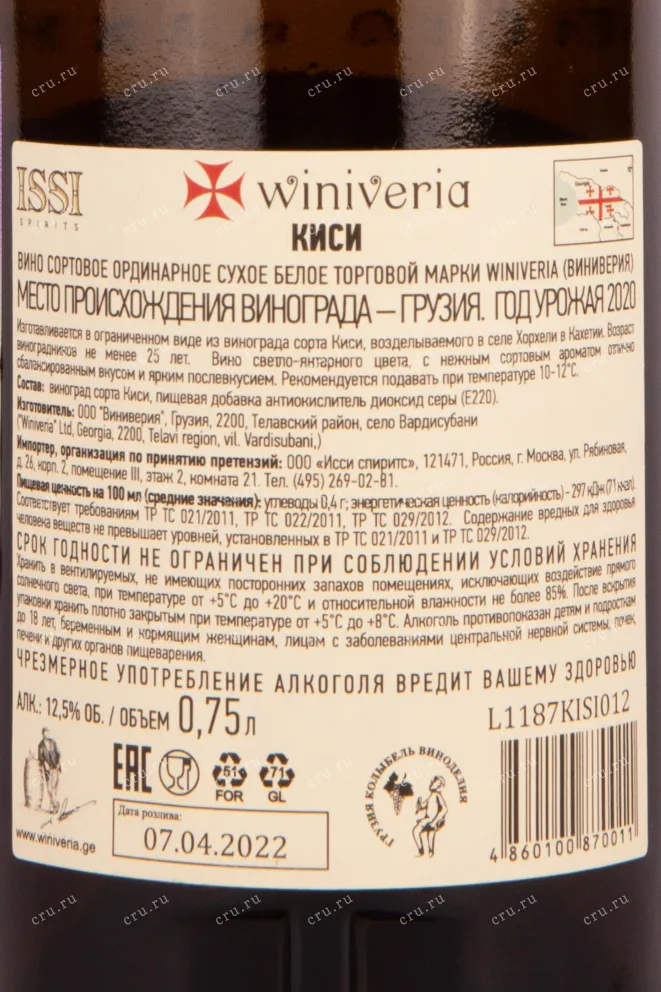 ISSI
SPIRITS
winiveria
КИСИ
ВИНО СОРТОВОЕ ОРДИНАРНОЕ СУХОЕ БЕЛОЕ ТОРГОВОЙ МАРКИ WINIVERIA (ВИНИВЕРИЯ)
МЕСТО ПРОИСХОЖДЕНИЯ ВИНОГРАДА – ГРУЗИЯ. ГОД УРОЖАЯ 2020
Изготавливается в ограниченном виде из винограда сорта Киси, возделываемого в селе Хорхели в Кахетии. Возраст
виноградников не менее 25 лет. Вино светло-янтарного цвета, с нежным сортовым ароматом отлично
сбалансированным вкусом и ярким послевкусием. Рекомендуется подавать при температуре 10-12°С.
Состав: виноград сорта Киси, пищевая добавка антиокислитель диоксид серы (Е220).
Изготовитель: ООО "Виниверия", Грузия, 2200, Телавский район, село Вардисубани
("Winiveria" Ltd, Georgia, 2200, Telavi region, vil. Vardisubani,)
Импортер, организация по принятию претензий: ООО «Исси спиритс», 121471, Россия, г. Москва, ул. Рябиновая,
д. 26, корп. 2, помещение III, этаж 2, комната 21. Тел. (495) 269-02-81.
Пищевая ценность на 100 мл (средние значения): углеводы 0,4 г; энергетическая ценность (калорийность) - 297 кДж (71 ккал).
Соответствует требованиям ТР ТС 021/2011, ТР ТС 022/2011, ТР ТС 029/2012. Содержание вредных для здоровья
человека веществ не превышает уровней, установленных в ТР ТС 021/2011 и ТР ТС 029/2012.
СРОК ГОДНОСТИ НЕ ОГРАНИЧЕН ПРИ СОБЛЮДЕНИИ УСЛОВИЙ ХРАНЕНИЯ
Хранить в вентилируемых, не имеющих посторонних запахов помещениях, исключающих воздействие прямого
солнечного света, при температуре от +5°С до +20°С и относительной влажности не более 85%. После вскрытия
упаковки хранить плотно закрытым при температуре от +5°С до +8°С. Алкоголь противопоказан детям и подросткам
до 18 лет, беременным и кормящим женщинам, лицам с заболеваниями центральной нервной системы, почек,
печени и других органов пищеварения.
ЧРЕЗМЕРНОЕ УПОТРЕБЛЕНИЕ АЛКОГОЛЯ ВРЕДИТ ВАШЕМУ ЗДОРОВЬЮ
АЛК.: 12,5% ОБ. / ОБЪЕМ 0,75л
L1187KISI012
EAC
51
FOR
71
GL
ГРУЗИЯ КОЛЫБЕЛЬ ВИНОДЕЛИЯ
www.winiveria.ge
Дата розлива:
07.04.2022
4 860100 870011
cru.ru